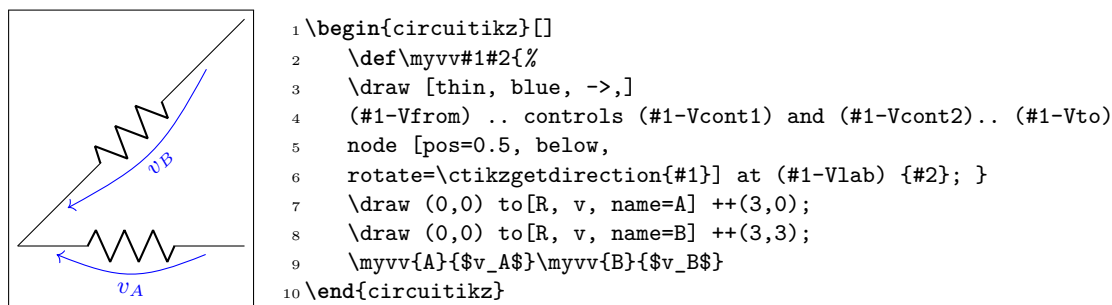 v_B
v_A
1 \begin{circuitikz}[]
2     \def\myvv#1#2{%
3     \draw [thin, blue, ->,]
4     (#1-Vfrom) .. controls (#1-Vcont1) and (#1-Vcont2).. (#1-Vto)
5     node [pos=0.5, below,
6     rotate=\ctikzgetdirection{#1}] at (#1-Vlab) {#2}; }
7     \draw (0,0) to[R, v, name=A] ++(3,0);
8     \draw (0,0) to[R, v, name=B] ++(3,3);
9     \myvv{A}{$v_A$}\myvv{B}{$v_B$}
10 \end{circuitikz}